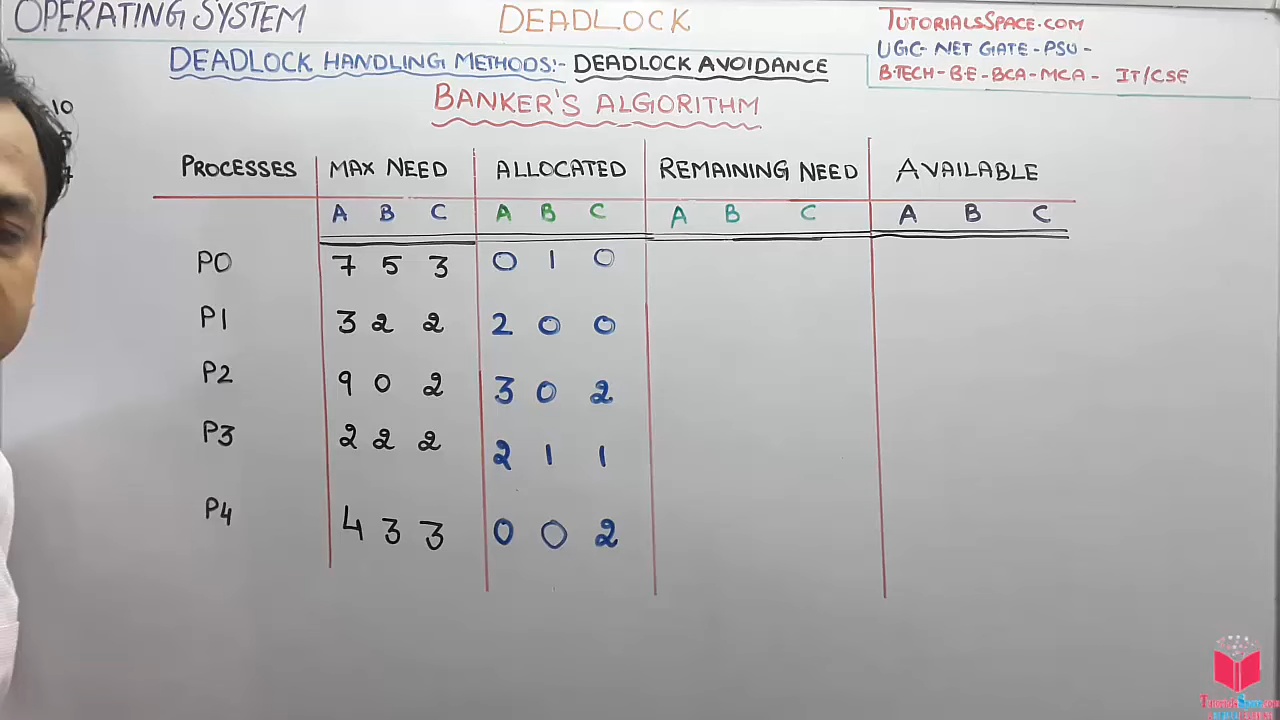 OPERATING SYSTEM DEADLOCK TUTORIALSSPACE.COM
DEADLOCK HANDLING METHODS:- DEADLOCK AVOIDANCE UGC-NET GATE-PSU-
BANKER'S ALGORITHM B.TECH-B.E-BCA-MCA- IT/CSE
10
PROCESSES MAX NEED ALLOCATED REMAINING NEED AVAILABLE
A B C A B C A B C A B C
P0 7 5 3 0 1 0
P1 3 2 2 2 0 0
P2 9 0 2 3 0 2
P3 2 2 2 2 1 1
P4 4 3 3 0 0 2